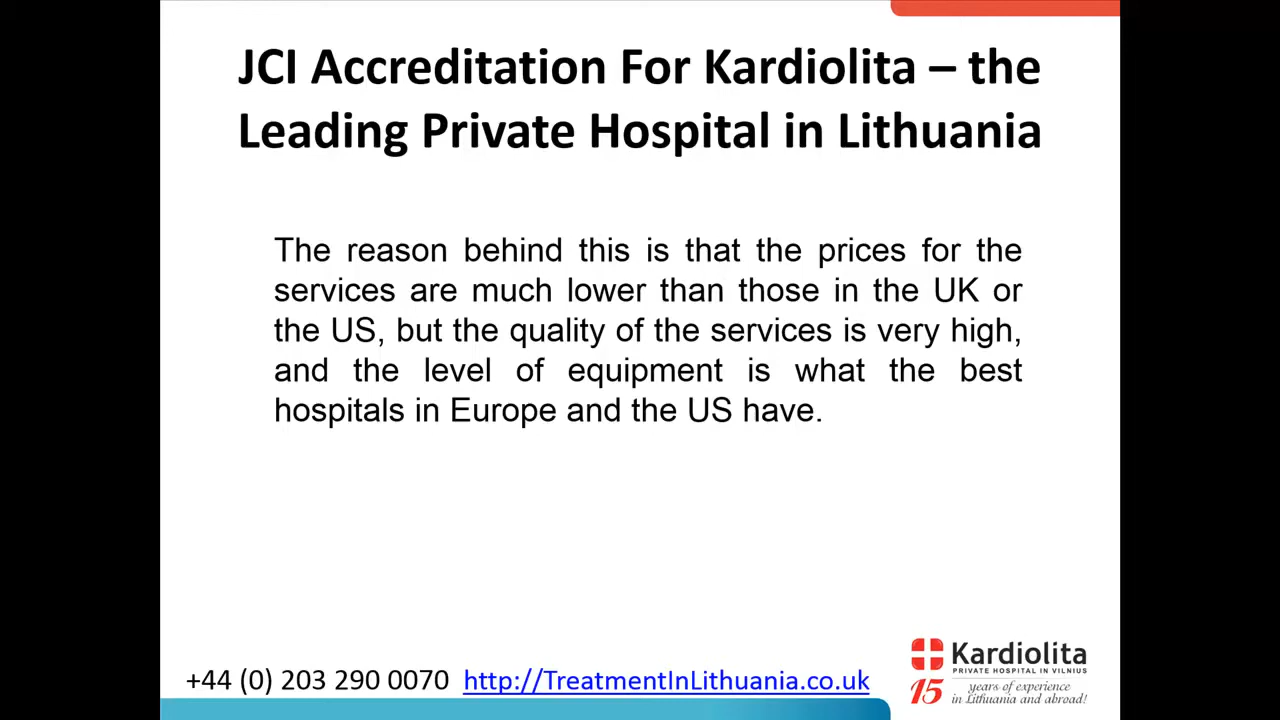 JCI Accreditation For Kardiolita – the
Leading Private Hospital in Lithuania
The reason behind this is that the prices for the
services are much lower than those in the UK or
the US, but the quality of the services is very high,
and the level of equipment is what the best
hospitals in Europe and the US have.
+44 (0) 203 290 0070 http://TreatmentInLithuania.co.uk
Kardiolita
PRIVATE HOSPITAL IN VILNIUS
15 years of experience
in Lithuania and abroad!